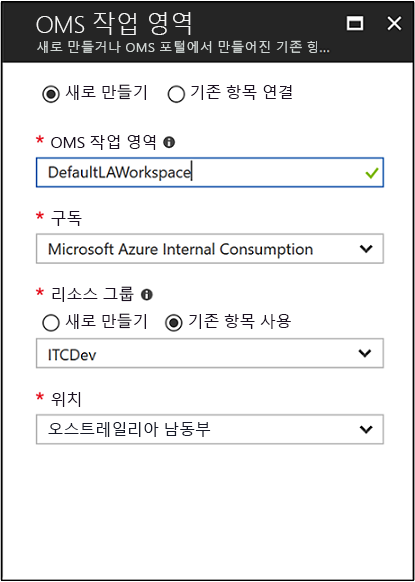 OMS 작업 영역
새로 만들거나 OMS 포털에서 만들어진 기존 항...
새로 만들기 기존 항목 연결
* OMS 작업 영역
DefaultLAWorkspace
* 구독
Microsoft Azure Internal Consumption
* 리소스 그룹
새로 만들기 기존 항목 사용
ITCDev
* 위치
오스트레일리아 남동부